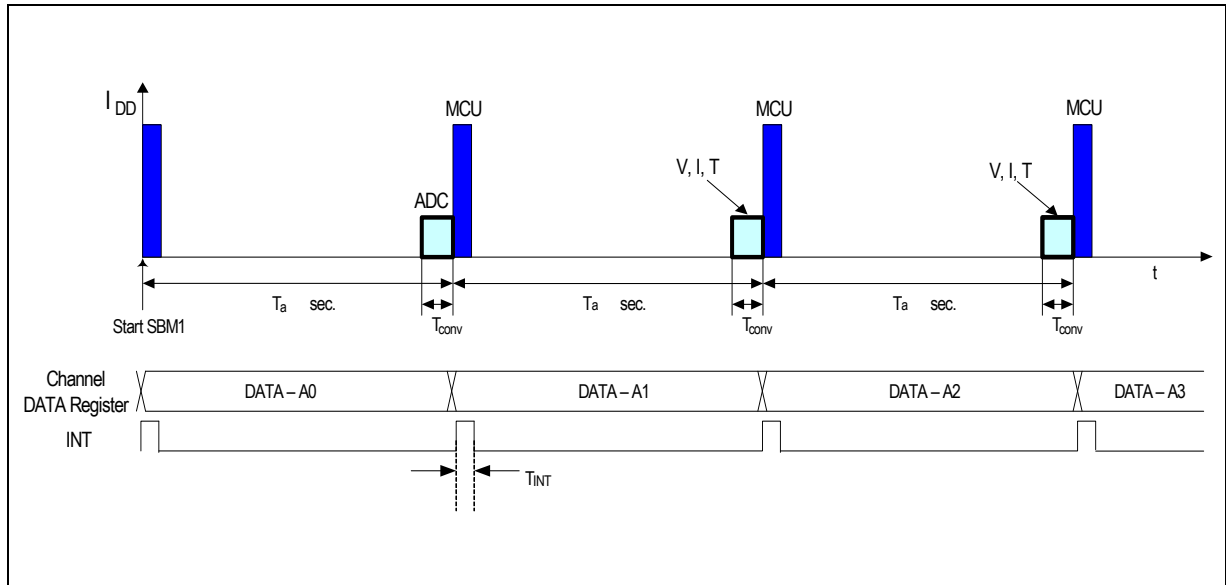 I DD
MCU
MCU
MCU
V, I, T
V, I, T
ADC
t
Ta sec.
Ta sec.
Ta sec.
Start SBM1
Tconv
Tconv
Tconv
Channel
DATA Register
DATA – A0
DATA – A1
DATA – A2
DATA – A3
INT
TINT